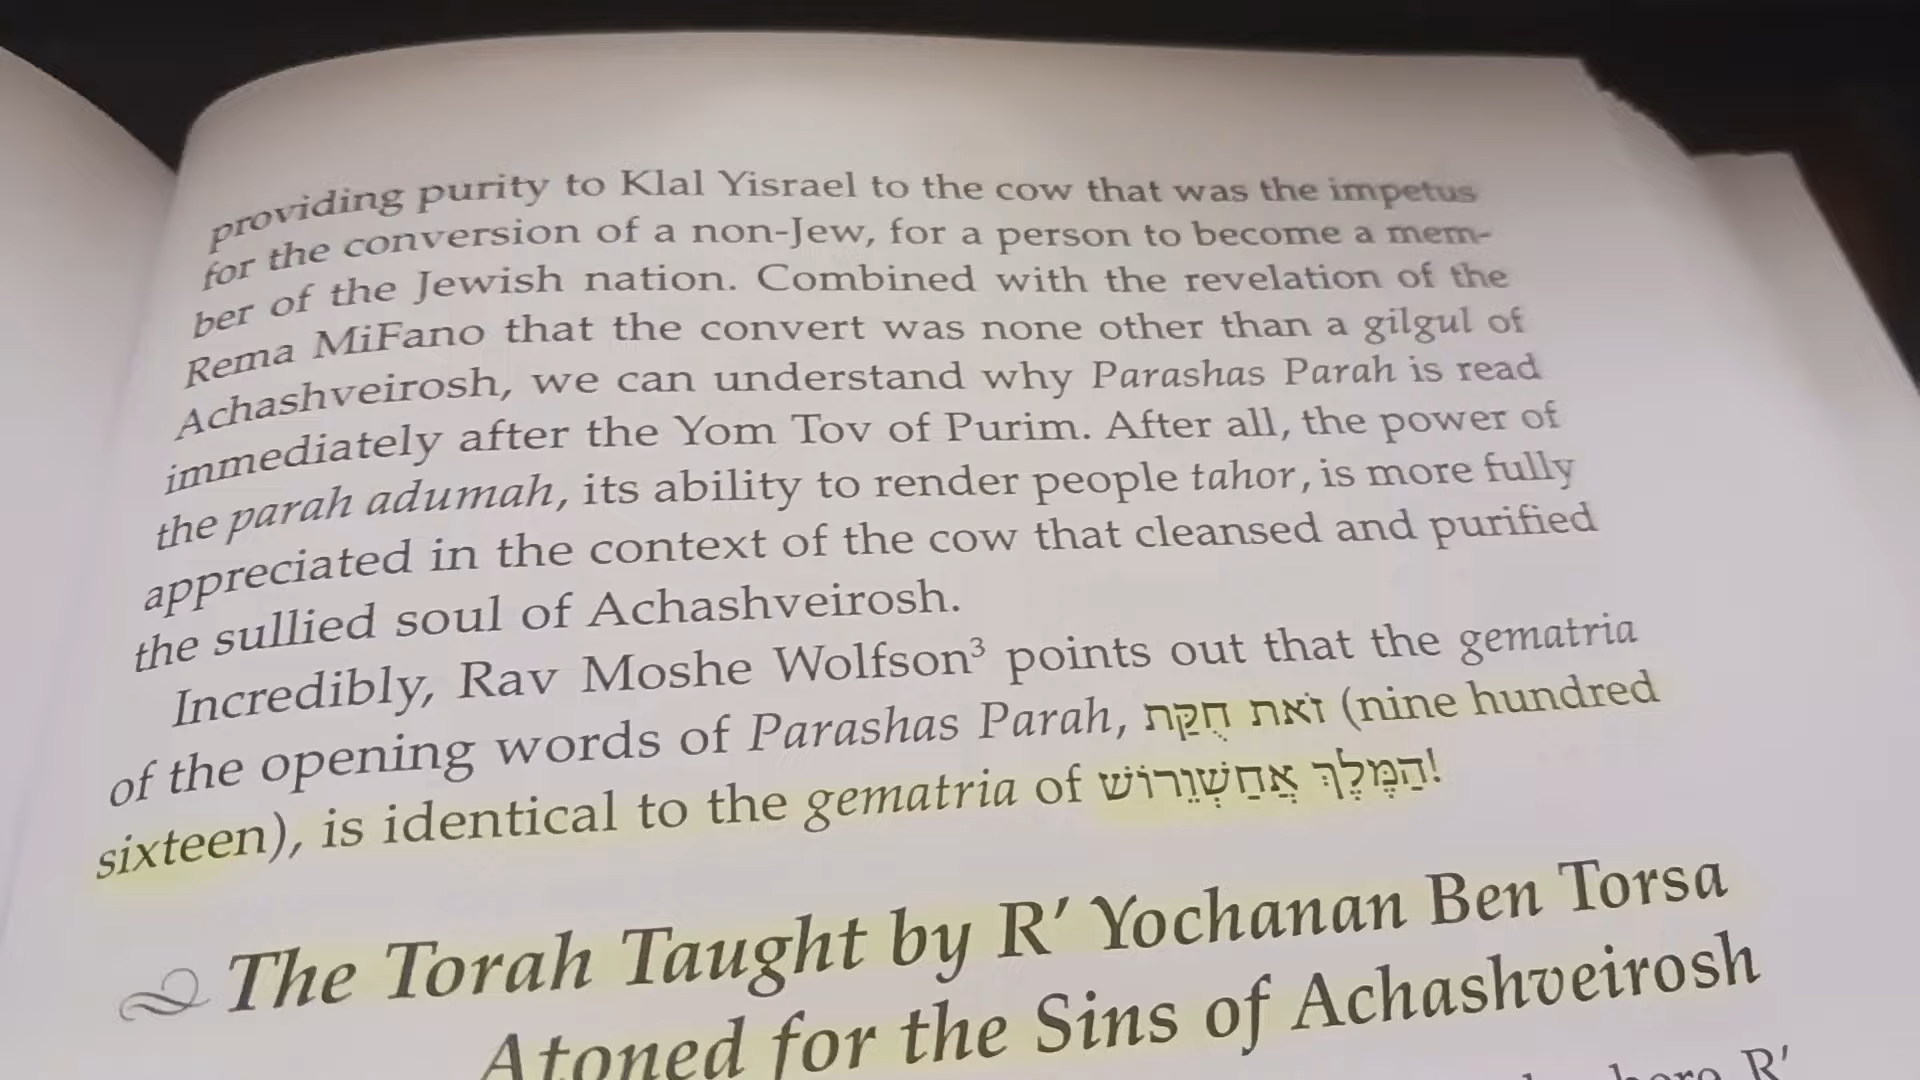 providing purity to Klal Yisrael to the cow that was the impetus
for the conversion of a non-Jew, for a person to become a mem-
ber of the Jewish nation. Combined with the revelation of the
Rema MiFano that the convert was none other than a gilgul of
Achashveirosh, we can understand why Parashas Parah is read
immediately after the Yom Tov of Purim. After all, the power of
the parah adumah, its ability to render people tahor, is more fully
appreciated in the context of the cow that cleansed and purified
the sullied soul of Achashveirosh.
Incredibly, Rav Moshe Wolfson³ points out that the gematria
of the opening words of Parashas Parah, זֹאת חֻקַּת (nine hundred
sixteen), is identical to the gematria of הַמֶּלֶךְ אֲחַשְׁוֵרוֹשׁ!
The Torah Taught by R' Yochanan Ben Torsa
Atoned for the Sins of Achashveirosh
R'